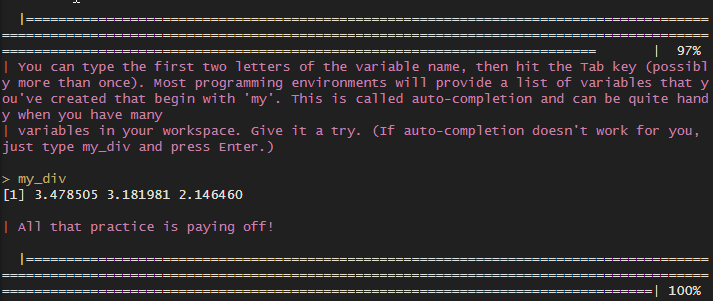 |=====================================================================================
==========================================================================================
===========================================================================       |  97%
| You can type the first two letters of the variable name, then hit the Tab key (possibl
y more than once). Most programming environments will provide a list of variables that y
ou've created that begin with 'my'. This is called auto-completion and can be quite hand
y when you have many
| variables in your workspace. Give it a try. (If auto-completion doesn't work for you,
just type my_div and press Enter.)
> my_div
[1] 3.478505 3.181981 2.146460
| All that practice is paying off!
|=====================================================================================
==========================================================================================
==================================================================================| 100%